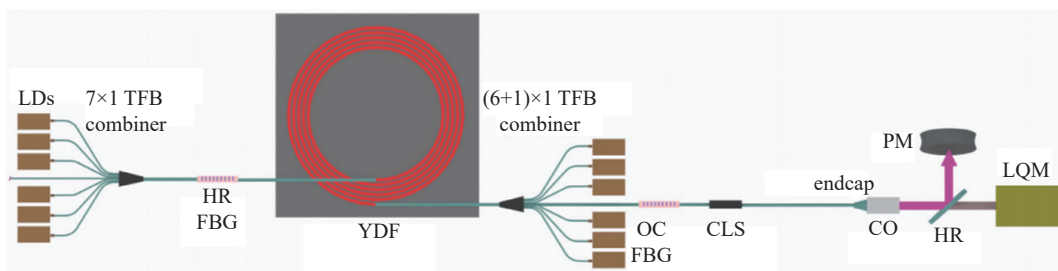 LDs
7×1 TFB
combiner
HR
FBG
YDF
(6+1)×1 TFB
combiner
OC
FBG
CLS
endcap
CO
PM
HR
LQM